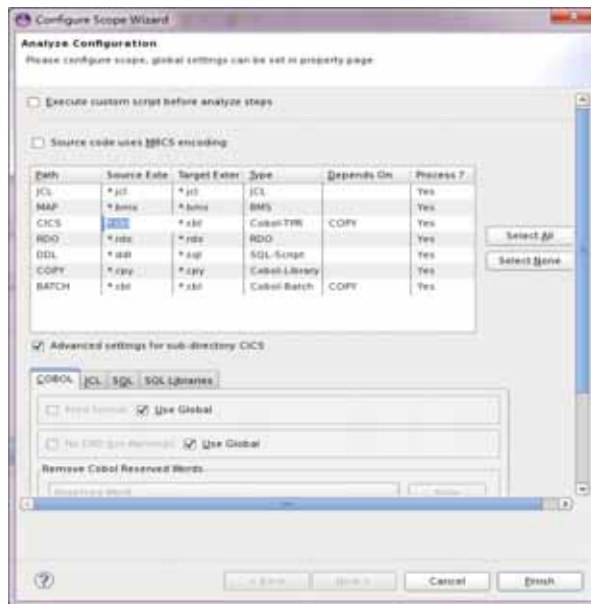 Configure Scope Wizard
Analyze Configuration
Please configure scope, global settings can be set in property page.
Execute custom script before analyze steps
Source code uses MBCS encoding
Path Source Exte Target Exter Type Depends On Process ?
JCL *.jcl *.jcl JCL Yes
MAP *.bms *.bms BMS Yes
CICS *.cbl *.cbl Cobol-TPR COPY Yes
RDO *.rdo *.rdo RDO Yes
DDL *.ddl *.sql SQL-Script Yes
COPY *.cpy *.cpy Cobol-Library Yes
BATCH *.cbl *.cbl Cobol-Batch COPY Yes
Select All
Select None
Advanced settings for sub-directory CICS
COBOL JCL SQL SQL Libraries
Use Global
Use Global
Remove Cobol Reserved Words
Reserved Word
< Back Next > Cancel Finish